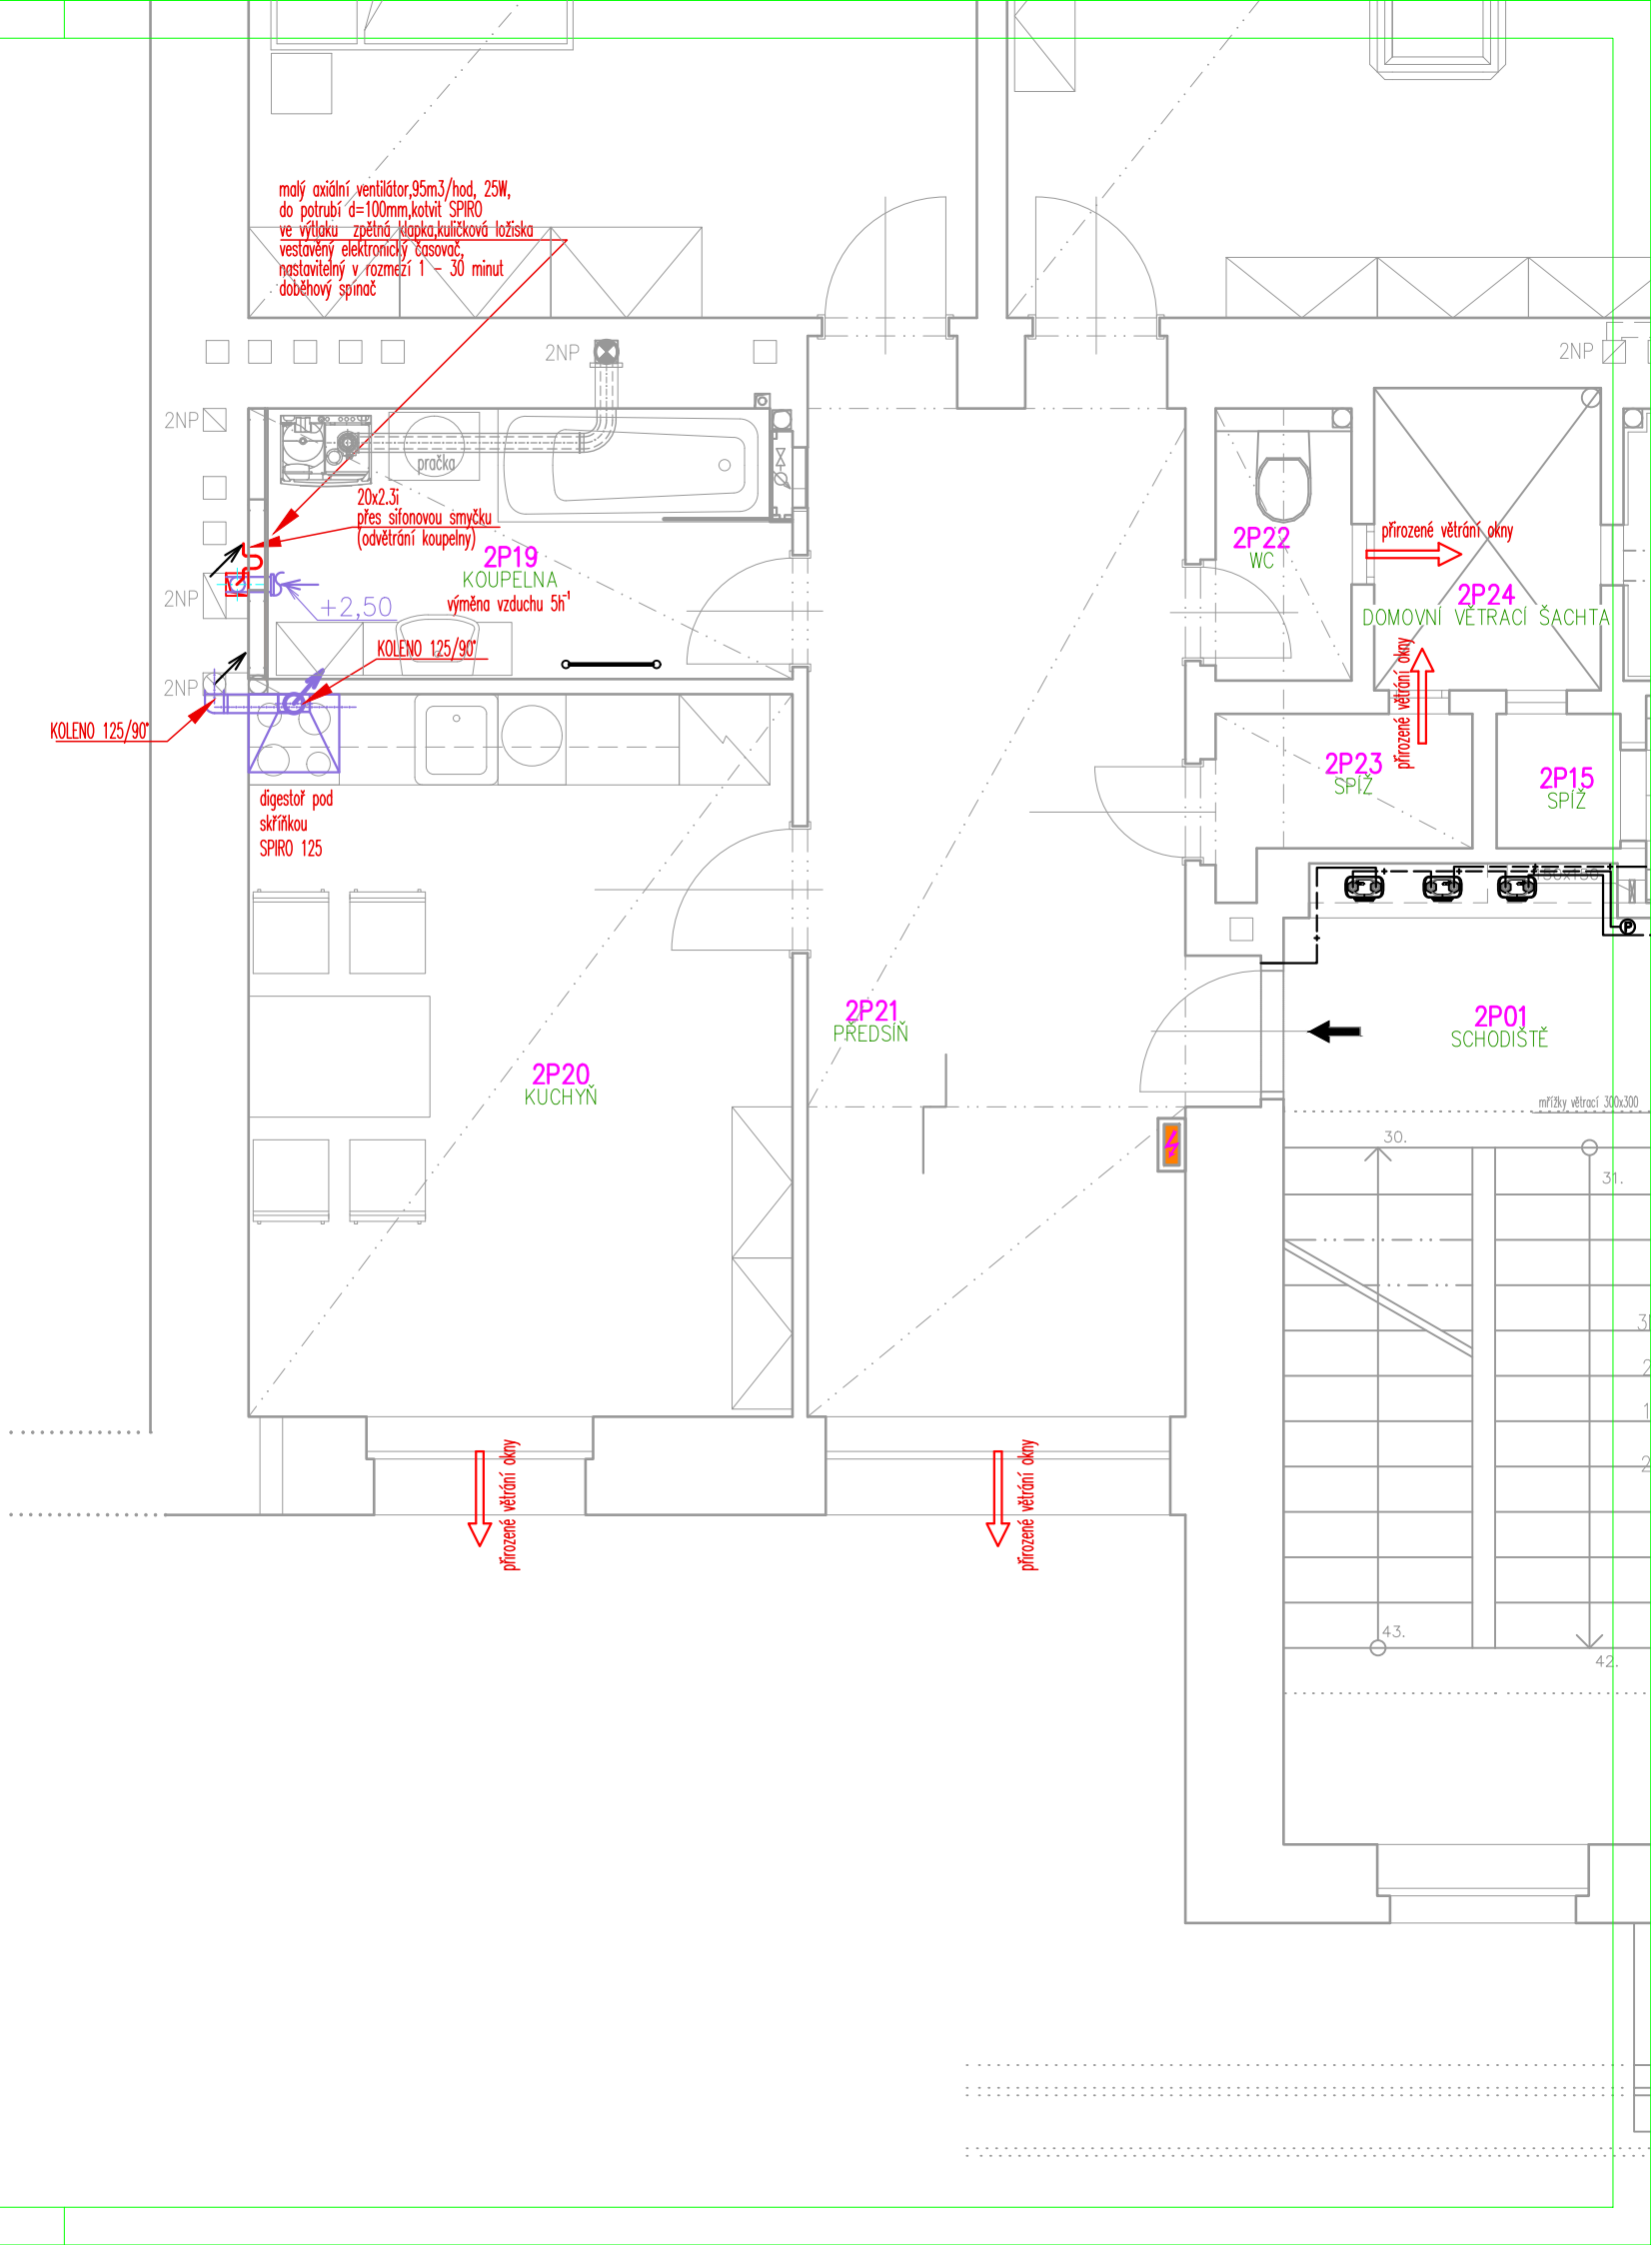 malý axiální ventilátor,95m3/hod, 25W,
do potrubí d=100mm,kotvit SPIRO
ve výtlaku zpětná klapka,kuličková ložiska
vestavěný elektronický časovač,
nastavitelný v rozmezí 1 - 30 minut
doběhový spínač
2NP
2NP
2NP
pračka
20x2.3i
přes sifonovou smyčku
(odvětrání koupelny)
2P19
KOUPELNA
výměna vzduchu 5h⁻¹
2NP
+2,50
KOLENO 125/90°
2NP
KOLENO 125/90°
digestoř pod
skříňkou
SPIRO 125
2P22
WC
přirozené větrání okny
2P24
DOMOVNÍ VĚTRACÍ ŠACHTA
přirozené větrání okny
2P23
SPÍŽ
2P15
SPÍŽ
P
2P21
PŘEDSÍŇ
2P01
SCHODIŠTĚ
2P20
KUCHYŇ
mřížky větrací 300x300
30.
31.
přirozené větrání okny
přirozené větrání okny
43.
42.